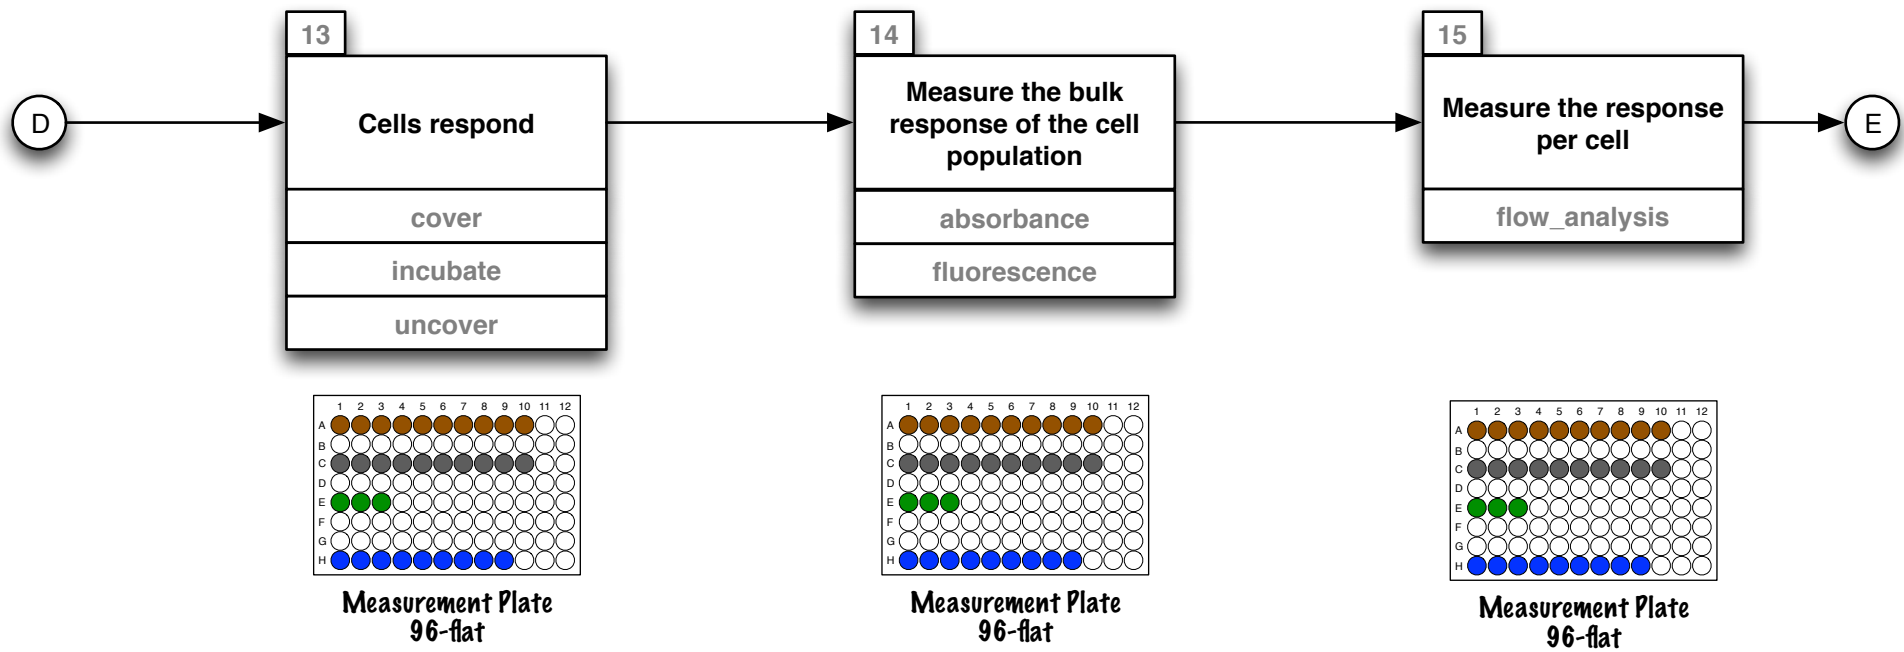 13
14
15
D
Cells respond
Measure the bulk
response of the cell
population
Measure the response
per cell
E
cover
incubate
uncover
absorbance
fluorescence
flow_analysis
1 2 3 4 5 6 7 8 9 10 11 12
A
B
C
D
E
F
G
H
Measurement Plate
96-flat
1 2 3 4 5 6 7 8 9 10 11 12
A
B
C
D
E
F
G
H
Measurement Plate
96-flat
1 2 3 4 5 6 7 8 9 10 11 12
A
B
C
D
E
F
G
H
Measurement Plate
96-flat